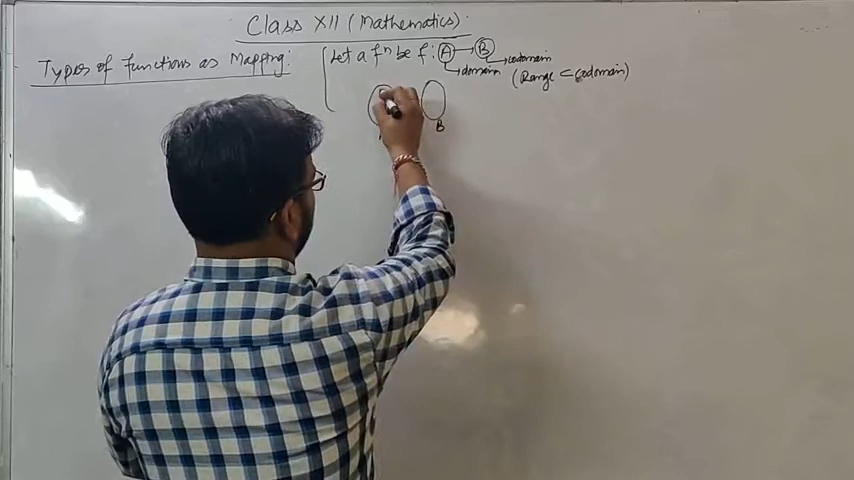 Class XII (Mathematics)
Types of functions as Mapping:
Let a fⁿ be f: A → B → codomain
→ domain (Range ⊂ codomain)
B